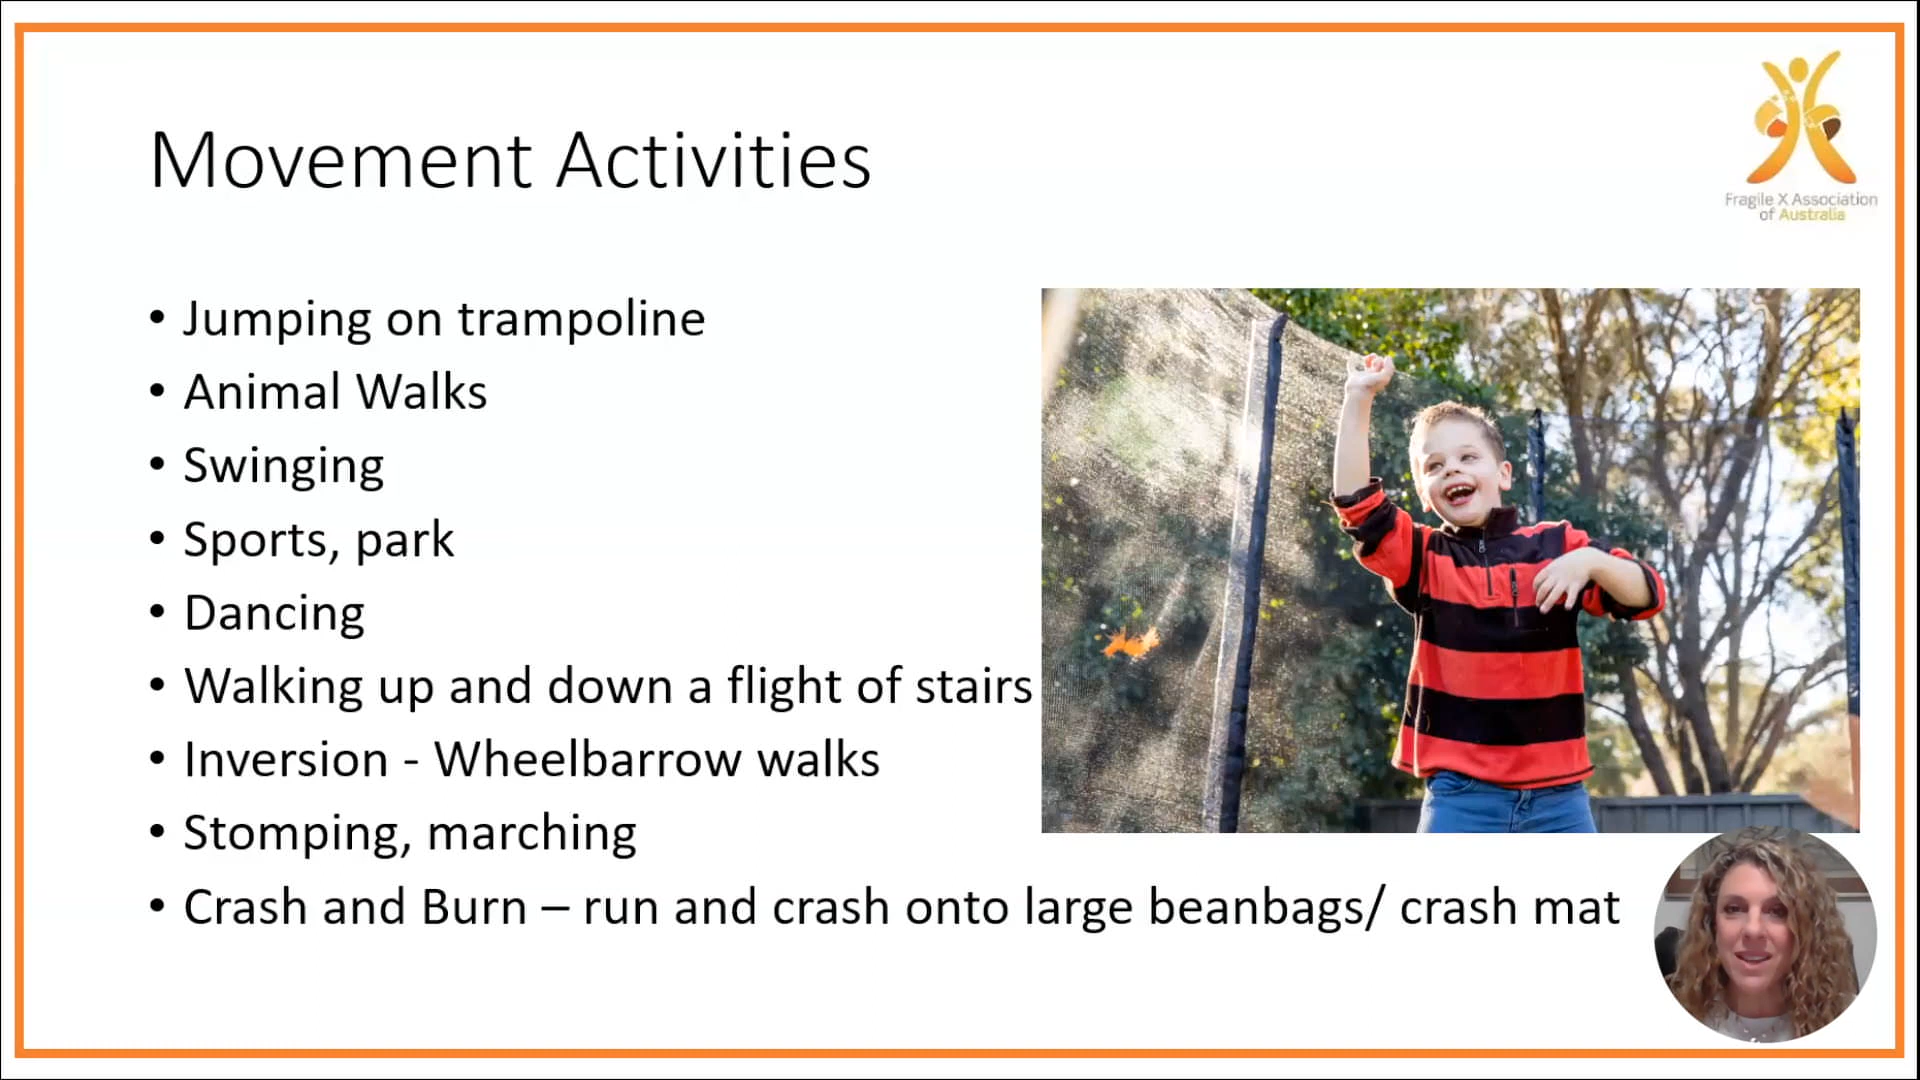 Movement Activities
Fragile X Association
of Australia
• Jumping on trampoline
• Animal Walks
• Swinging
• Sports, park
• Dancing
• Walking up and down a flight of stairs
• Inversion - Wheelbarrow walks
• Stomping, marching
• Crash and Burn – run and crash onto large beanbags/ crash mat